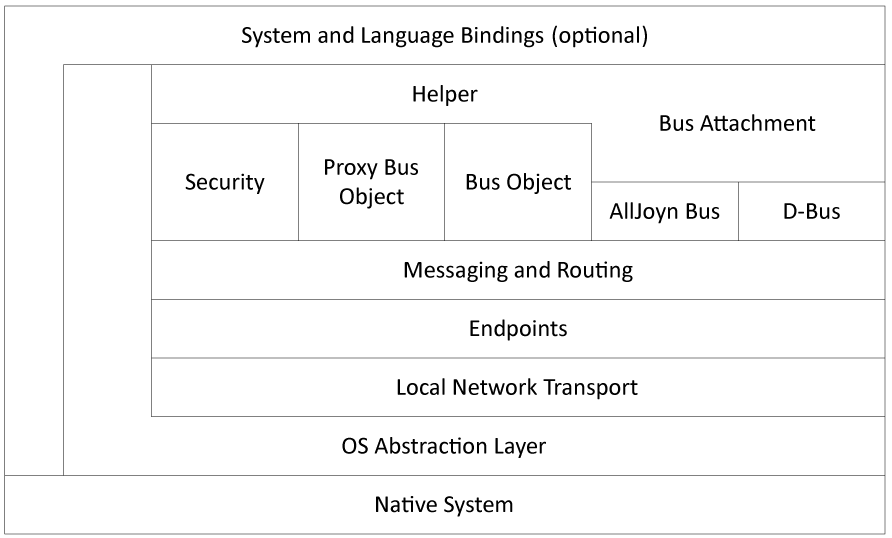 System and Language Bindings (optional)
Helper
Bus Attachment
Security
Proxy Bus
Object
Bus Object
AllJoyn Bus
D-Bus
Messaging and Routing
Endpoints
Local Network Transport
OS Abstraction Layer
Native System